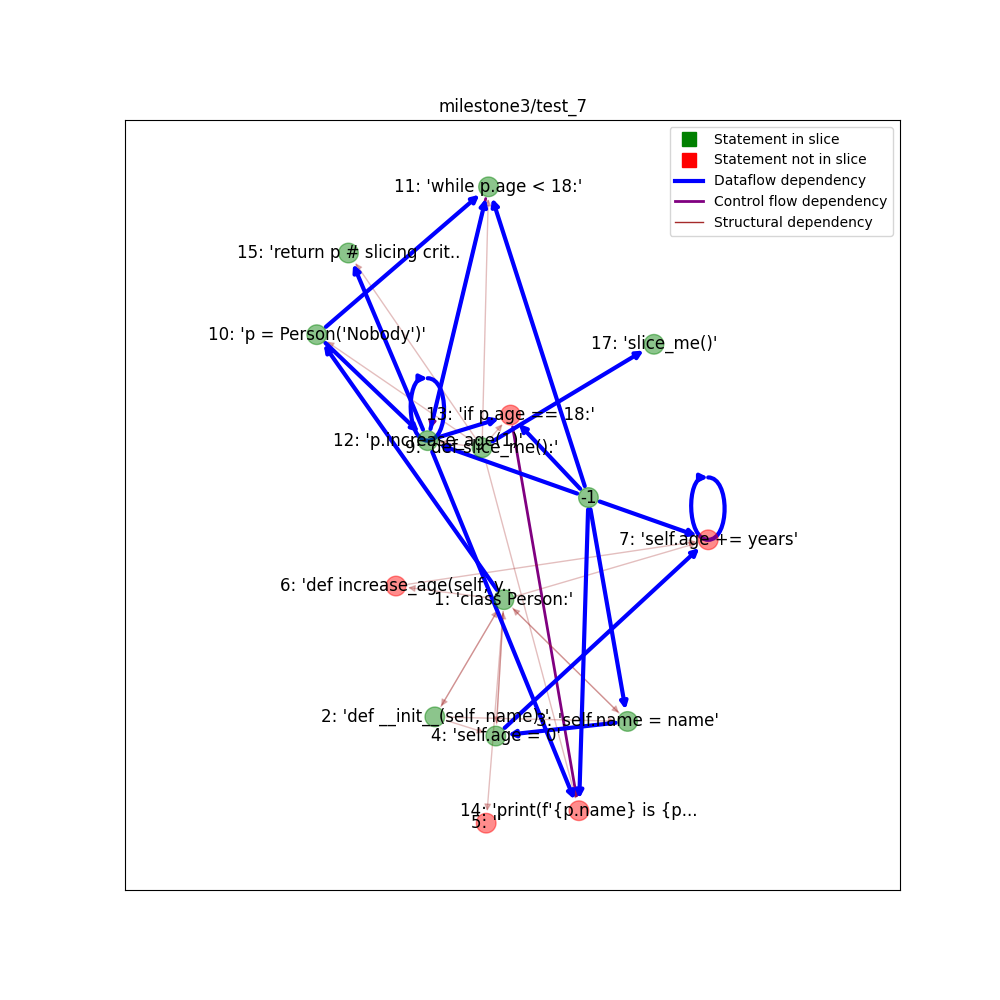 milestone3/test_7
Statement in slice
Statement not in slice
Dataflow dependency
Control flow dependency
Structural dependency
11: 'while p.age < 18:'
15: 'return p # slicing crit..
10: 'p = Person('Nobody')'
17: 'slice_me()'
13: 'if p.age == 18:'
12: 'p.increase_age(1)'
9: 'def slice_me():'
-1
7: 'self.age += years'
6: 'def increase_age(self, y..
1: 'class Person:'
2: 'def __init__(self, name):'
3: 'self.name = name'
4: 'self.age = 0'
14: 'print(f'{p.name} is {p...
5: ''